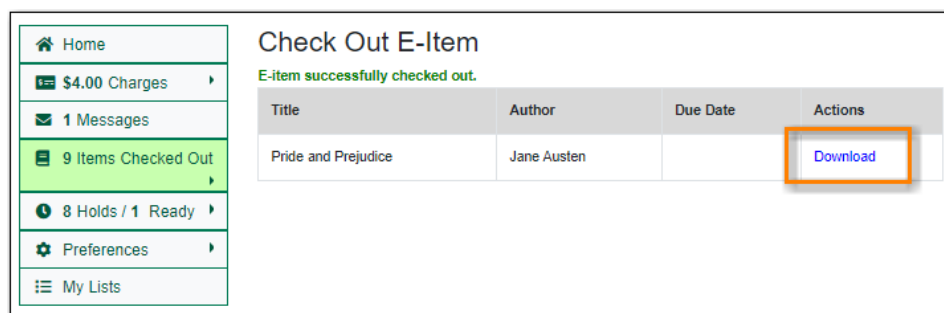 Home
$4.00 Charges
1 Messages
9 Items Checked Out
8 Holds / 1 Ready
Preferences
My Lists
Check Out E-Item
E-item successfully checked out.
Title Author Due Date Actions
Pride and Prejudice Jane Austen Download